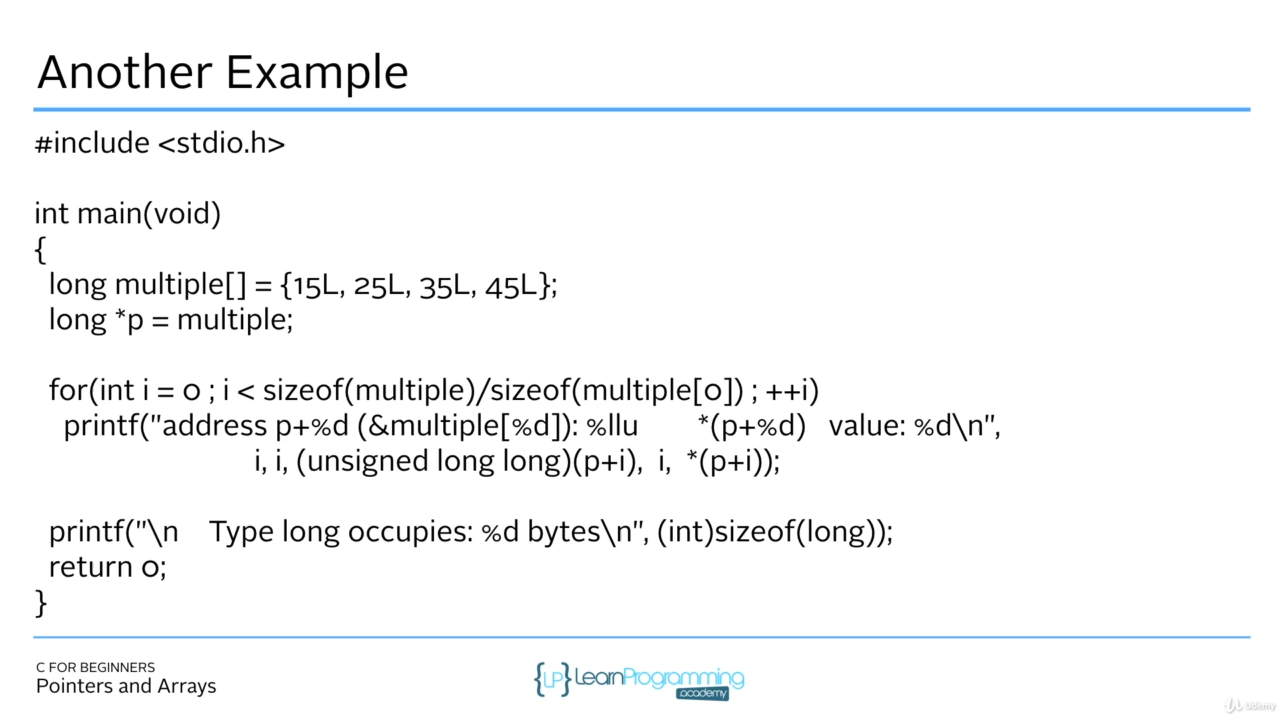 Another Example
#include <stdio.h>
int main(void)
{
long multiple[] = {15L, 25L, 35L, 45L};
long *p = multiple;
for(int i = 0 ; i < sizeof(multiple)/sizeof(multiple[0]) ; ++i)
printf("address p+%d (&multiple[%d]): %llu *(p+%d) value: %d\n",
i, i, (unsigned long long)(p+i), i, *(p+i));
printf("\n Type long occupies: %d bytes\n", (int)sizeof(long));
return 0;
}
C FOR BEGINNERS
Pointers and Arrays
{LP} LearnProgramming
.academy
Udemy